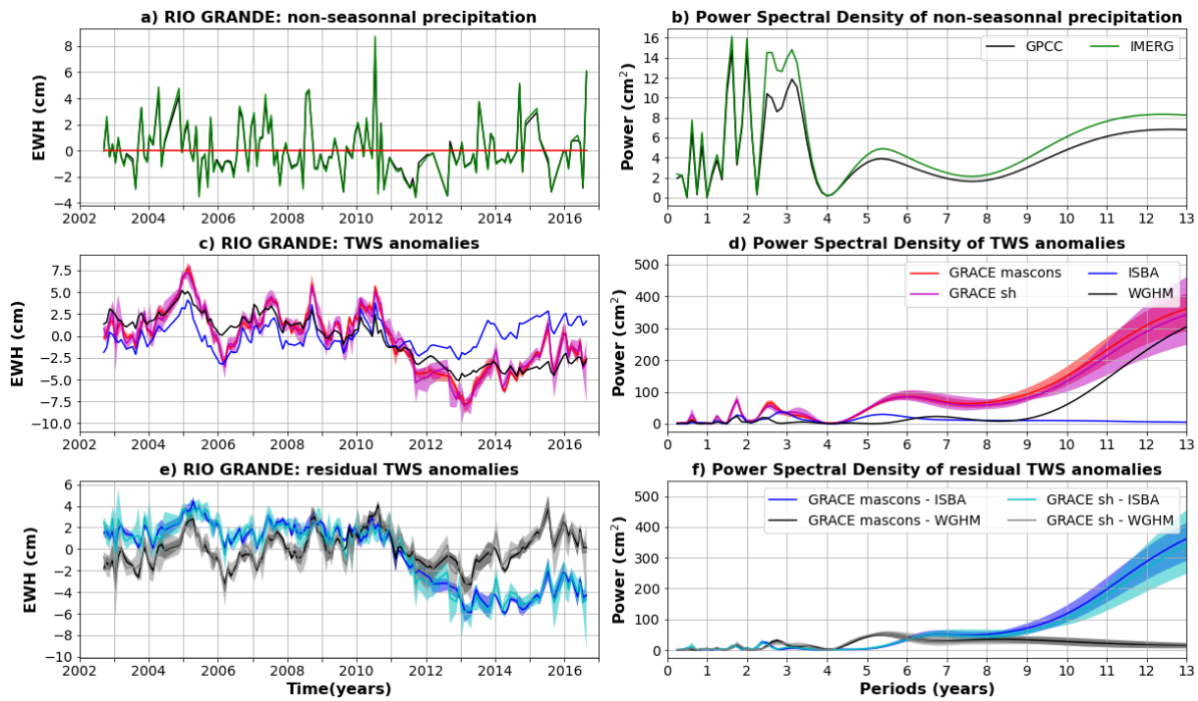 a) RIO GRANDE: non-seasonnal precipitation
EWH (cm)
8
6
4
2
0
−2
−4
2002 2004 2006 2008 2010 2012 2014 2016
b) Power Spectral Density of non-seasonnal precipitation
Power (cm²)
16
14
12
10
8
6
4
2
0
GPCC IMERG
0 1 2 3 4 5 6 7 8 9 10 11 12 13
c) RIO GRANDE: TWS anomalies
EWH (cm)
7.5
5.0
2.5
0.0
−2.5
−5.0
−7.5
−10.0
2002 2004 2006 2008 2010 2012 2014 2016
d) Power Spectral Density of TWS anomalies
Power (cm²)
500
400
300
200
100
0
GRACE mascons ISBA
GRACE sh WGHM
0 1 2 3 4 5 6 7 8 9 10 11 12 13
e) RIO GRANDE: residual TWS anomalies
EWH (cm)
6
4
2
0
−2
−4
−6
−8
−10
2002 2004 2006 2008 2010 2012 2014 2016
Time(years)
f) Power Spectral Density of residual TWS anomalies
Power (cm²)
500
400
300
200
100
0
GRACE mascons - ISBA GRACE sh - ISBA
GRACE mascons - WGHM GRACE sh - WGHM
0 1 2 3 4 5 6 7 8 9 10 11 12 13
Periods (years)